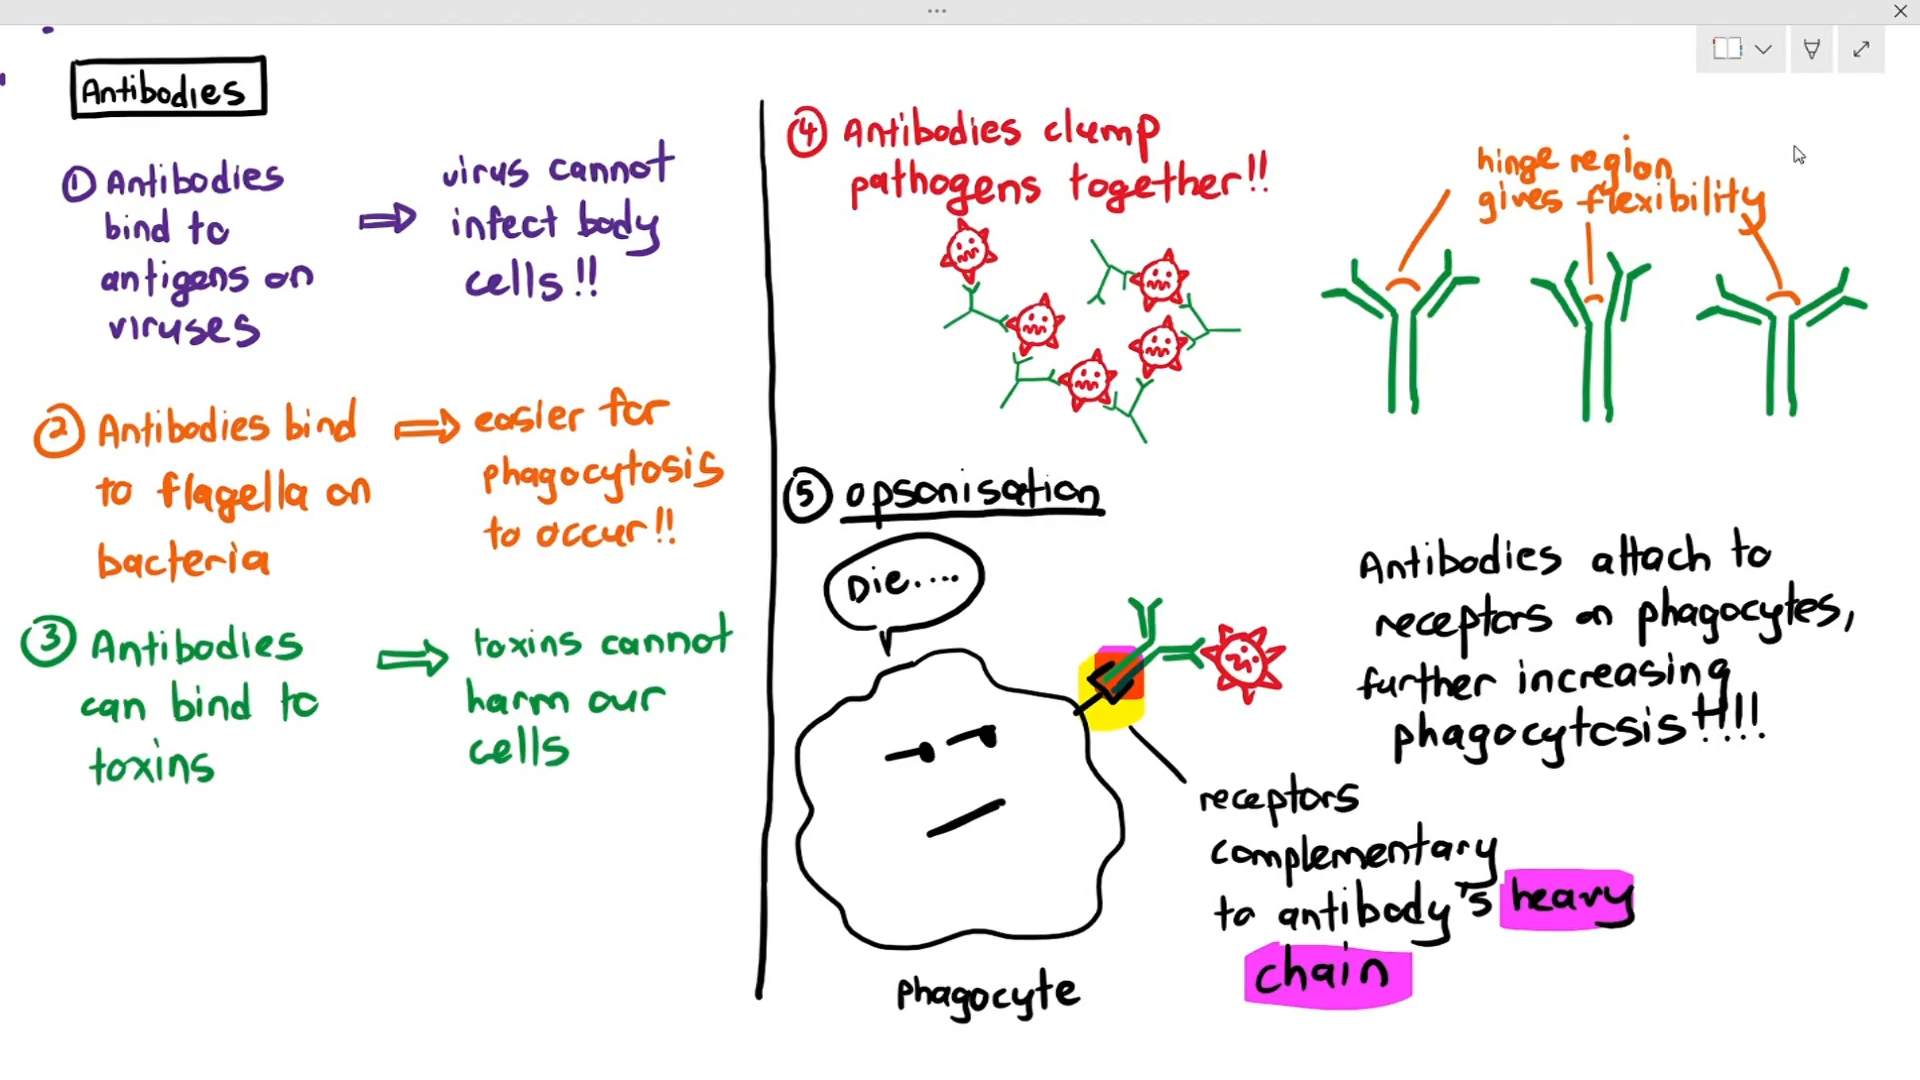 Antibodies
① Antibodies
bind to
antigens on
viruses
virus cannot
infect body
cells!!
② Antibodies bind
to flagella on
bacteria
easier for
phagocytosis
to occur!!
③ Antibodies
can bind to
toxins
toxins cannot
harm our
cells
④ Antibodies clump
pathogens together!!
hinge region
gives flexibility
⑤ opsonisation
Die....
Antibodies attach to
receptors on phagocytes,
further increasing
phagocytosis!!!!
receptors
complementary
to antibody's heavy
chain
phagocyte